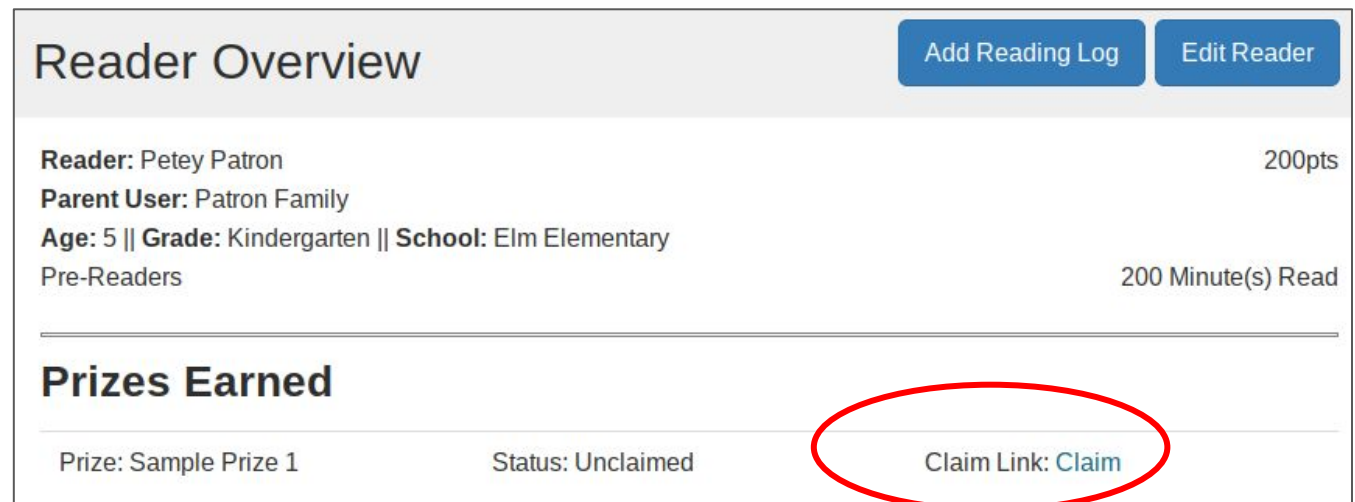 Reader Overview Add Reading Log Edit Reader
Reader: Petey Patron 200pts
Parent User: Patron Family
Age: 5 || Grade: Kindergarten || School: Elm Elementary
Pre-Readers 200 Minute(s) Read
Prizes Earned
Prize: Sample Prize 1 Status: Unclaimed Claim Link: Claim